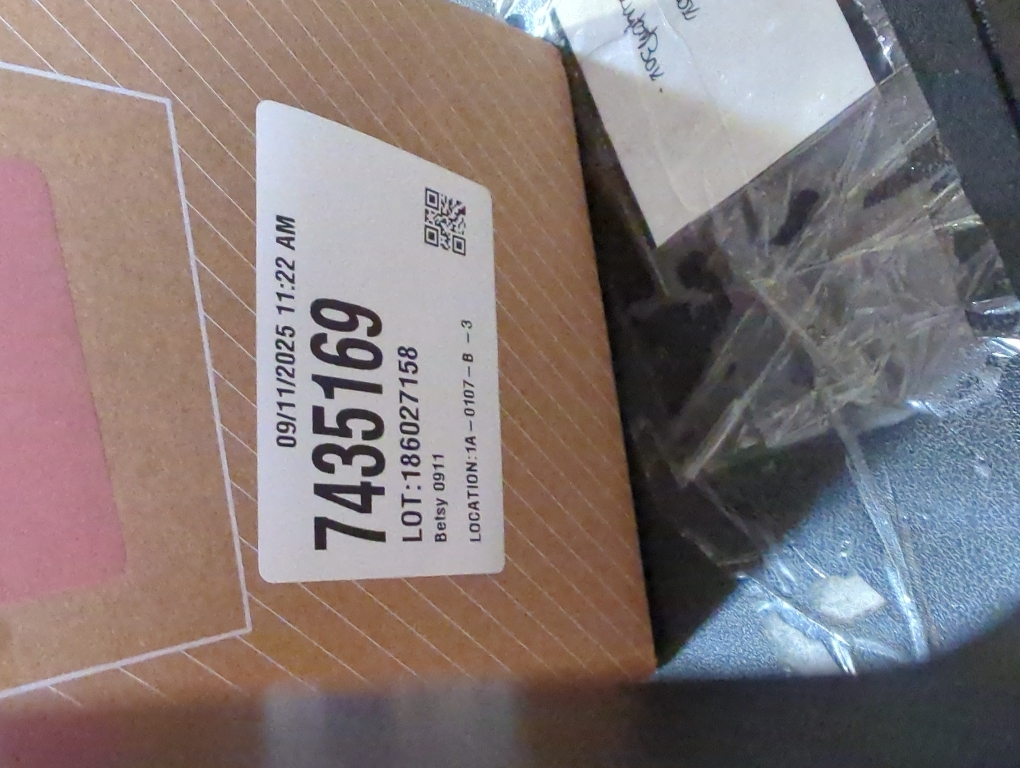 09/11/2025 11:22 AM
7435169
LOT:186027158
Betsy 0911
LOCATION:1A-0107-B -3